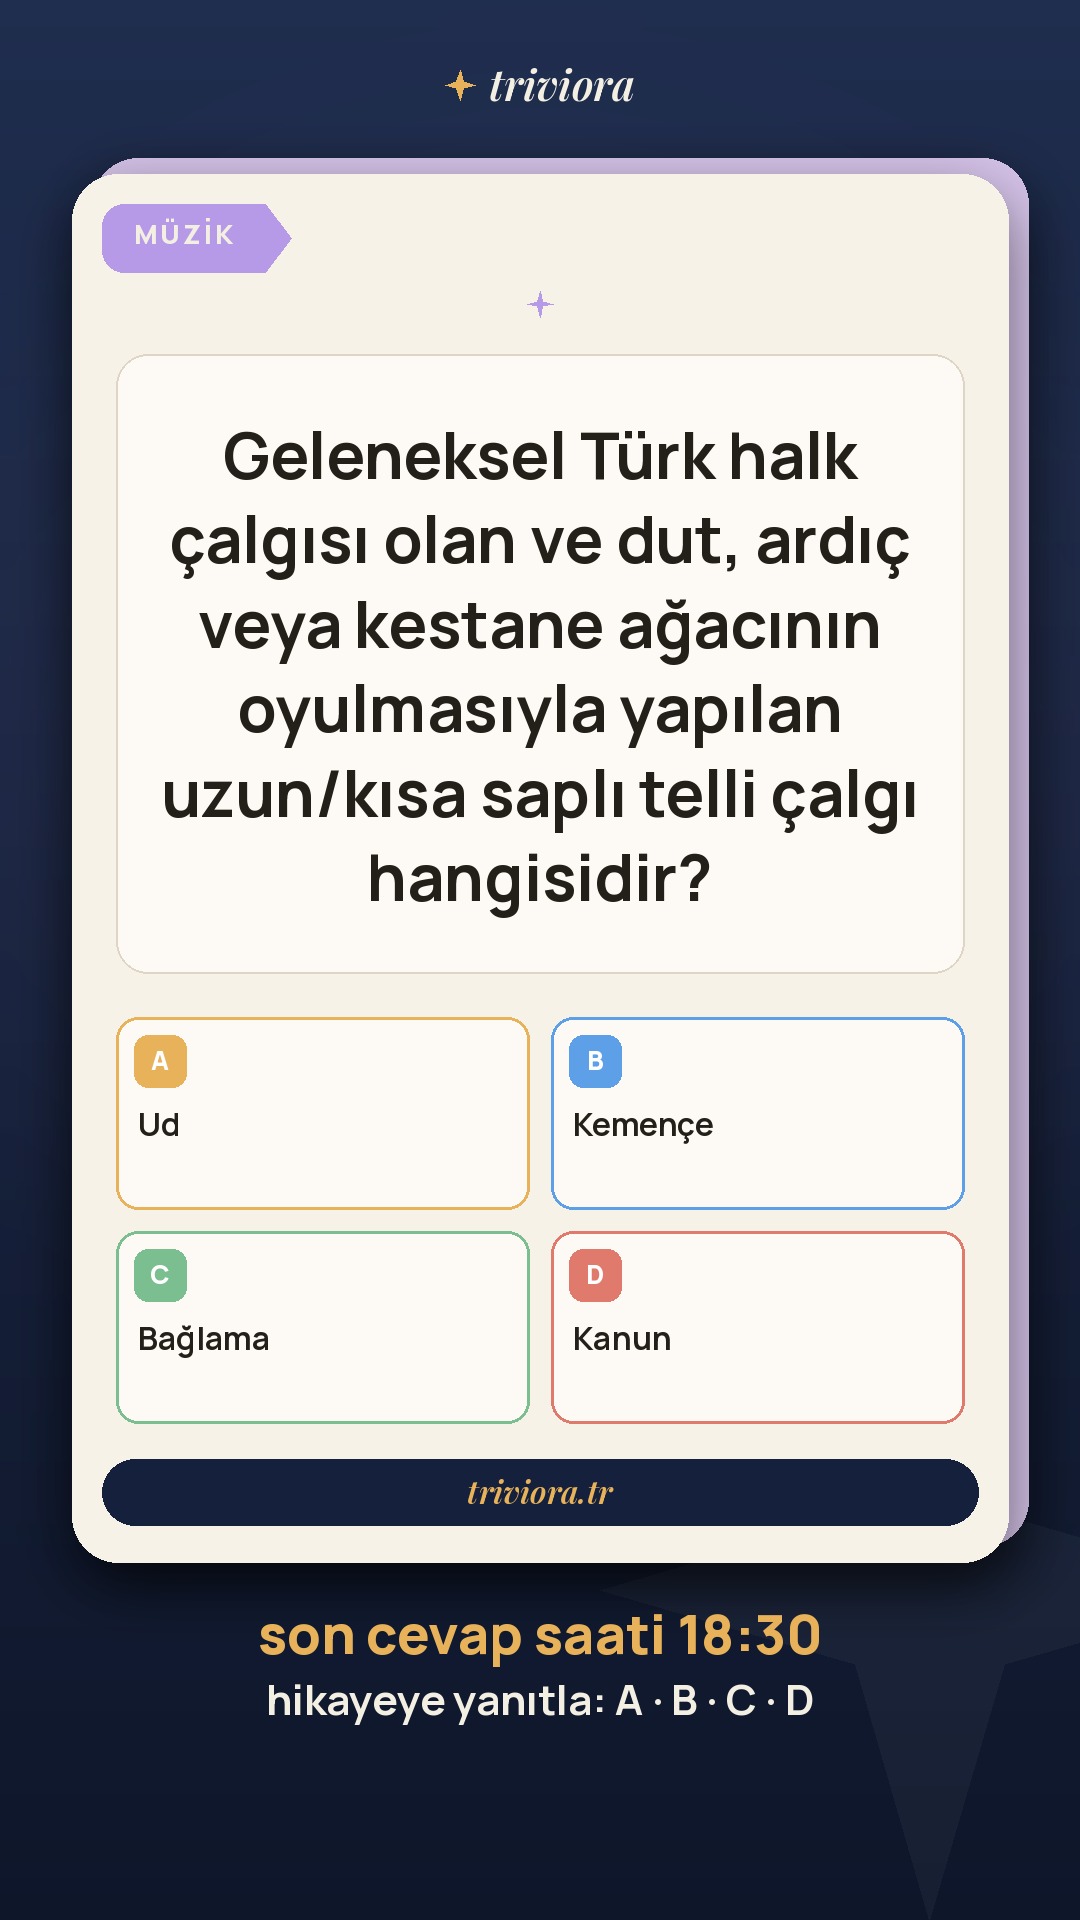 triviora
MÜZİK
Geleneksel Türk halk
çalgısı olan ve dut, ardıç
veya kestane ağacının
oyulmasıyla yapılan
uzun/kısa saplı telli çalgı
hangisidir?
A
Ud
B
Kemençe
C
Bağlama
D
Kanun
triviora.tr
son cevap saati 18:30
hikayeye yanıtla: A · B · C · D